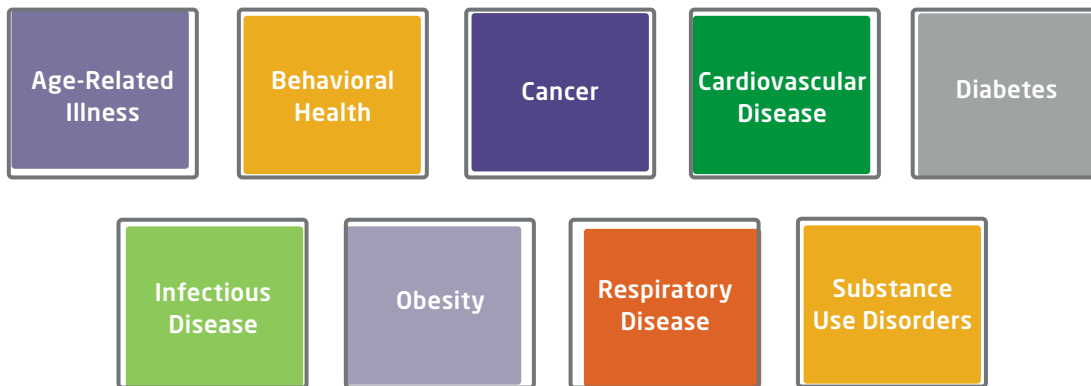 Age-Related
Illness
Behavioral
Health
Cancer
Cardiovascular
Disease
Diabetes
Infectious
Disease
Obesity
Respiratory
Disease
Substance
Use Disorders